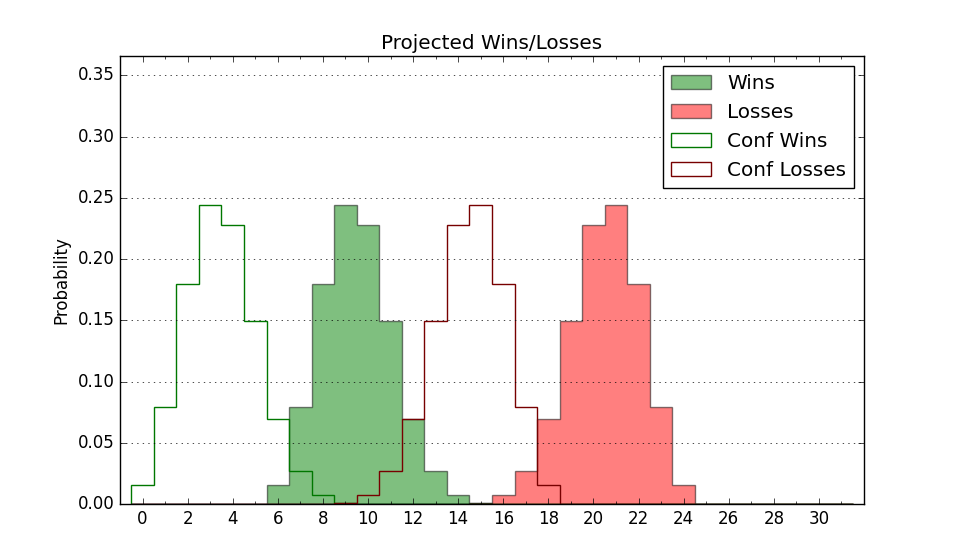 Projected Wins/Losses
Wins
Losses
Conf Wins
Conf Losses
Probability
0.35
0.30
0.25
0.20
0.15
0.10
0.05
0.00
0 2 4 6 8 10 12 14 16 18 20 22 24 26 28 30